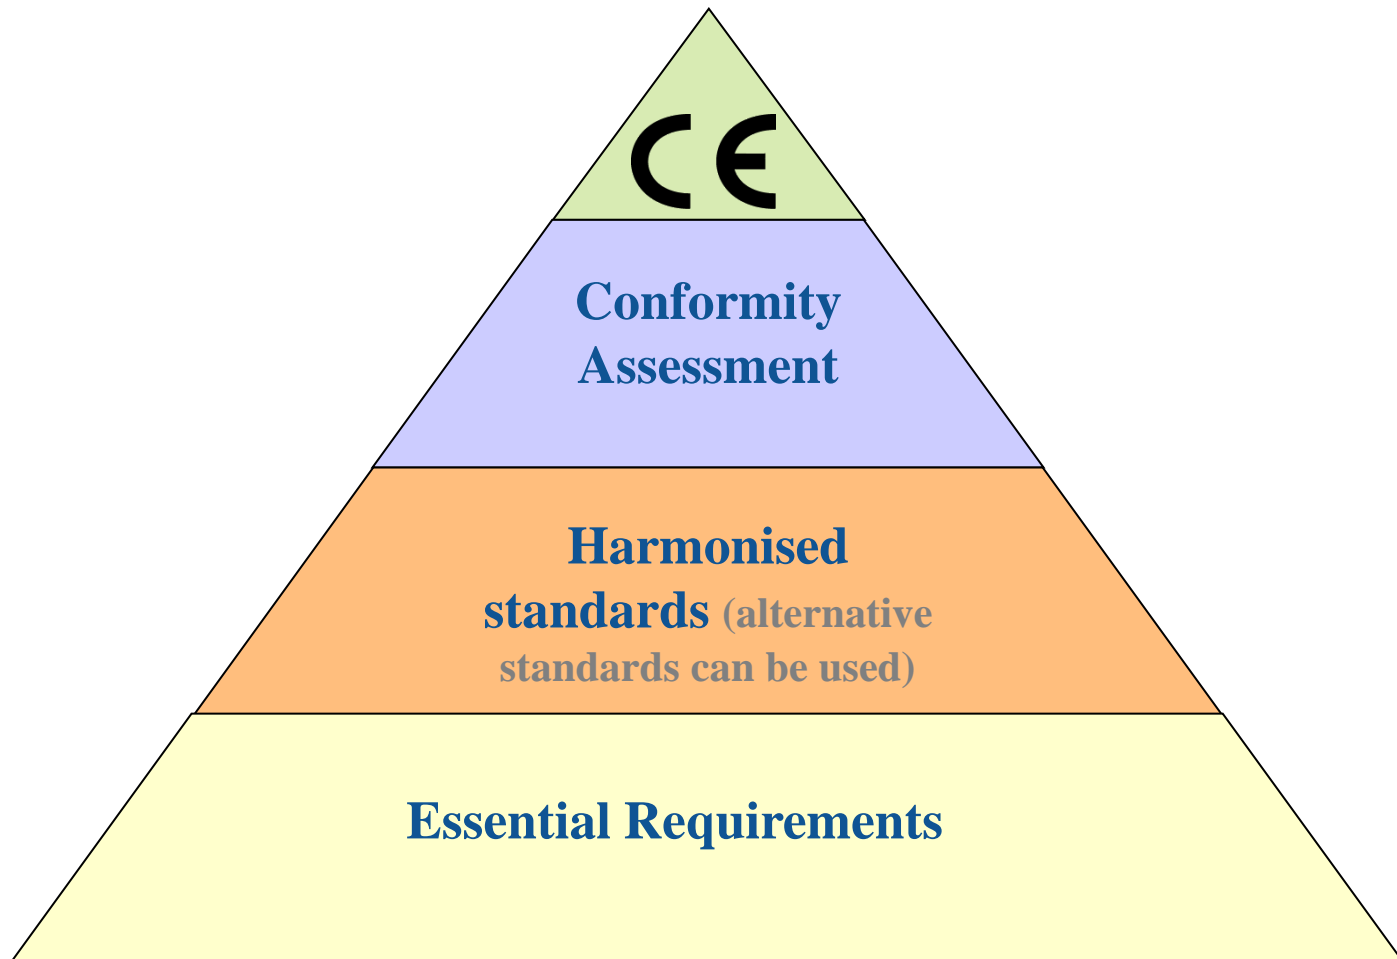 CE
Conformity
Assessment
Harmonised
standards (alternative
standards can be used)
Essential Requirements